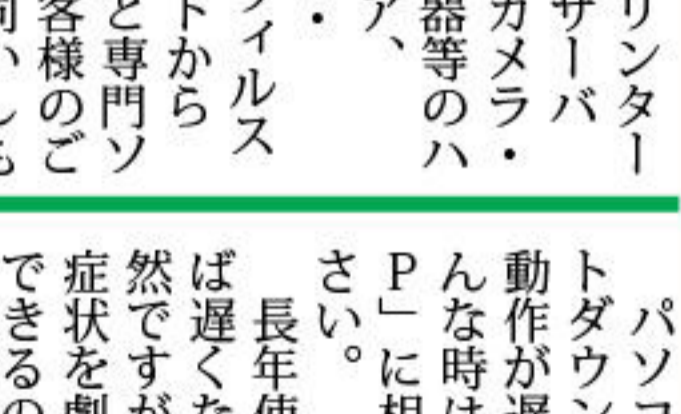 リンター
サーバ
カメラ・
器等のハ
ア、
・
ィルス
トから
と専門ソ
客様のご
パソコ
トダウン
動作が遅
んな時は
P」に相
さい。
長年使
ば遅くた
然ですが
症状を劇
できるの